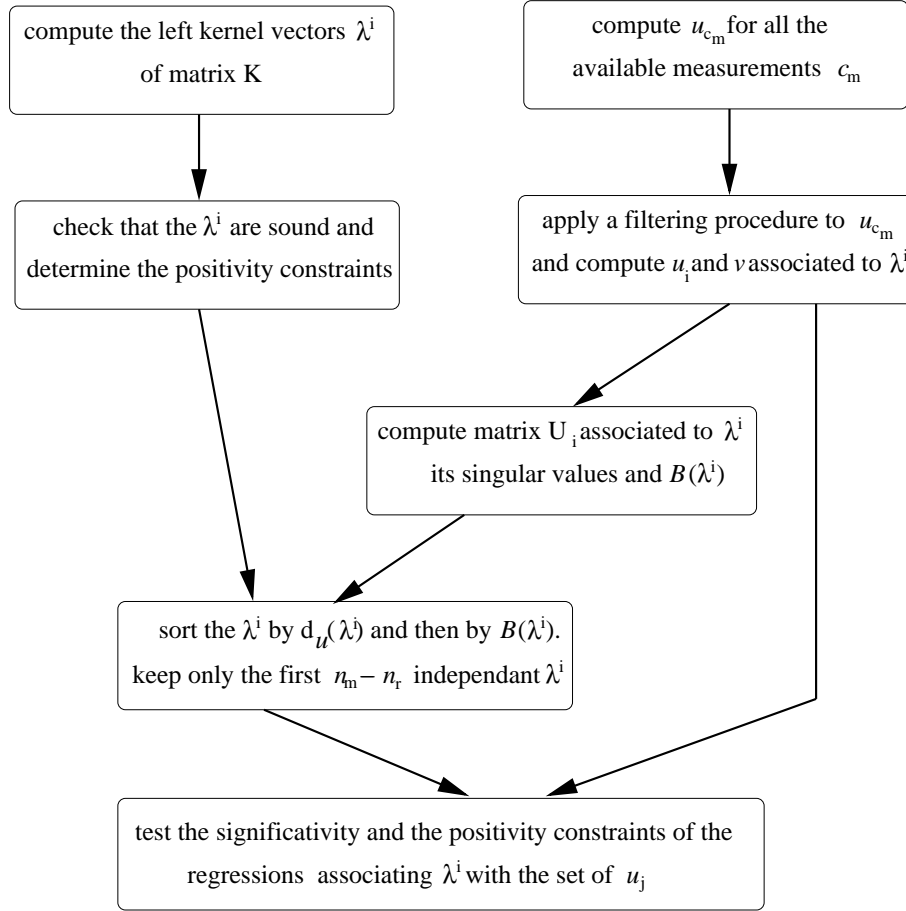 compute the left kernel vectors λ^i
of matrix K
compute u_c_m for all the
available measurements c_m
check that the λ^i are sound and
determine the positivity constraints
apply a filtering procedure to u_c_m
and compute u_i and v associated to λ^i
compute matrix U_i associated to λ^i
its singular values and B(λ^i)
sort the λ^i by d_u(λ^i) and then by B(λ^i).
keep only the first n_m − n_r independant λ^i
test the significativity and the positivity constraints of the
regressions associating λ^i with the set of u_j